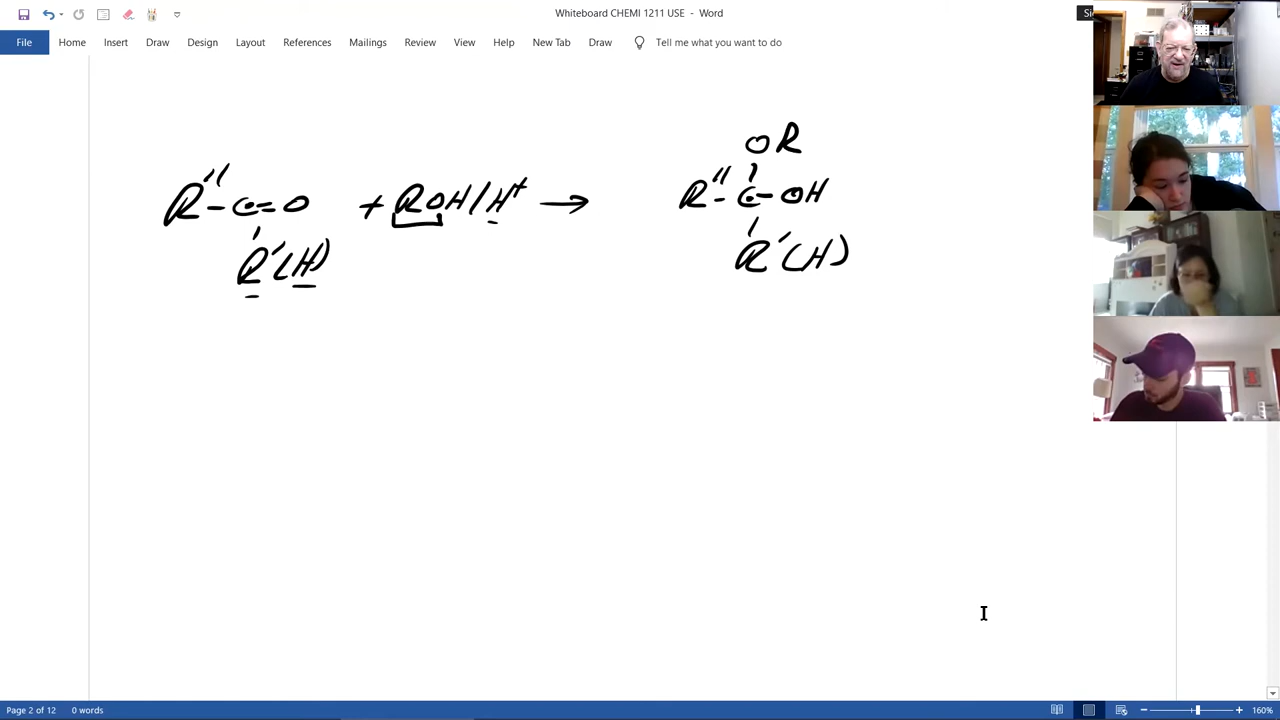 Whiteboard CHEMI 1211 USE - Word
Si
File Home Insert Draw Design Layout References Mailings Review View Help New Tab Draw Tell me what you want to do
OR
R"-C=O + ROH/H⁺ → R"-C-OH
R'(H) R'(H)
Page 2 of 12 0 words 160%